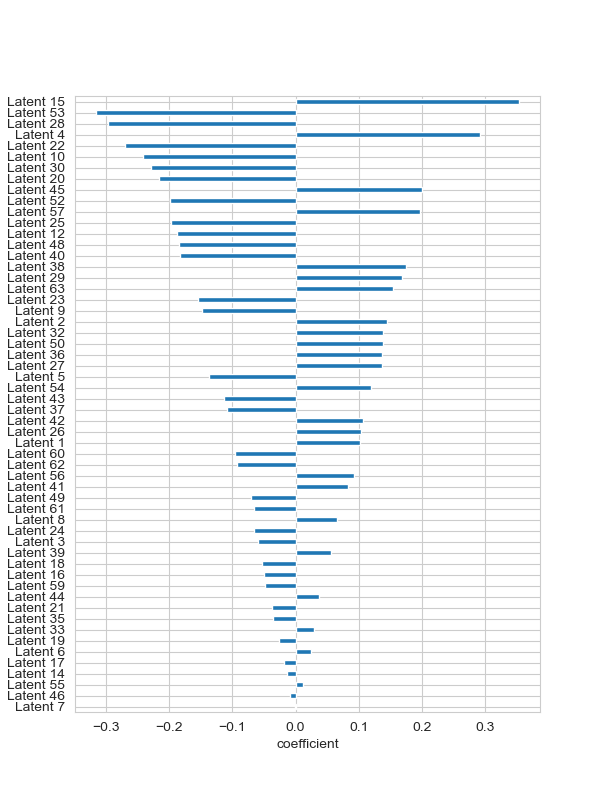 Latent 15
Latent 53
Latent 28
Latent 4
Latent 22
Latent 10
Latent 30
Latent 20
Latent 45
Latent 52
Latent 57
Latent 25
Latent 12
Latent 48
Latent 40
Latent 38
Latent 29
Latent 63
Latent 23
Latent 9
Latent 2
Latent 32
Latent 50
Latent 36
Latent 27
Latent 5
Latent 54
Latent 43
Latent 37
Latent 42
Latent 26
Latent 1
Latent 60
Latent 62
Latent 56
Latent 41
Latent 49
Latent 61
Latent 8
Latent 24
Latent 3
Latent 39
Latent 18
Latent 16
Latent 59
Latent 44
Latent 21
Latent 35
Latent 33
Latent 19
Latent 6
Latent 17
Latent 14
Latent 55
Latent 46
Latent 7
−0.3 −0.2 −0.1 0.0 0.1 0.2 0.3
coefficient